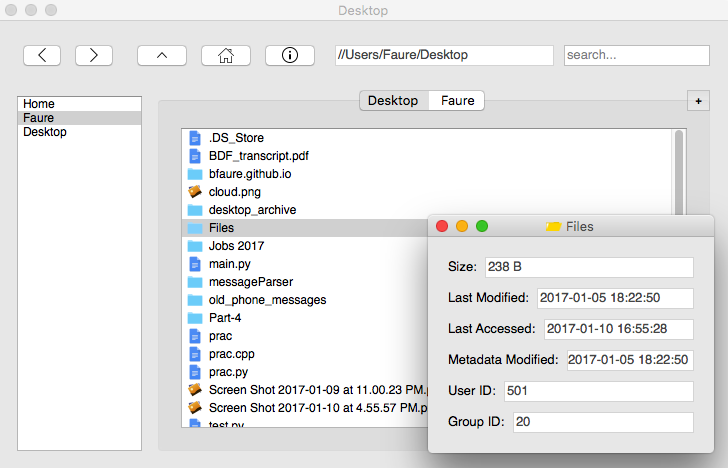 Desktop
//Users/Faure/Desktop
search...
Home
Faure
Desktop
Desktop
Faure
+
.DS_Store
BDF_transcript.pdf
bfaure.github.io
cloud.png
desktop_archive
Files
Jobs 2017
main.py
messageParser
old_phone_messages
Part-4
prac
prac.cpp
prac.py
Screen Shot 2017-01-09 at 11.00.23 PM.p
Screen Shot 2017-01-10 at 4.55.57 PM.p
test.py
Files
Size: 238 B
Last Modified: 2017-01-05 18:22:50
Last Accessed: 2017-01-10 16:55:28
Metadata Modified: 2017-01-05 18:22:50
User ID: 501
Group ID: 20